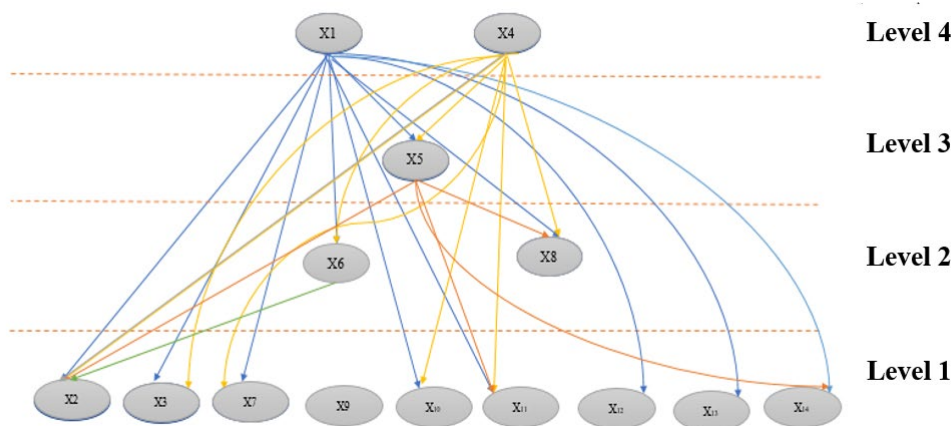 X1 X4 Level 4
X5 Level 3
X6 X8 Level 2
X2 X3 X7 X9 X10 X11 X12 X13 X14 Level 1